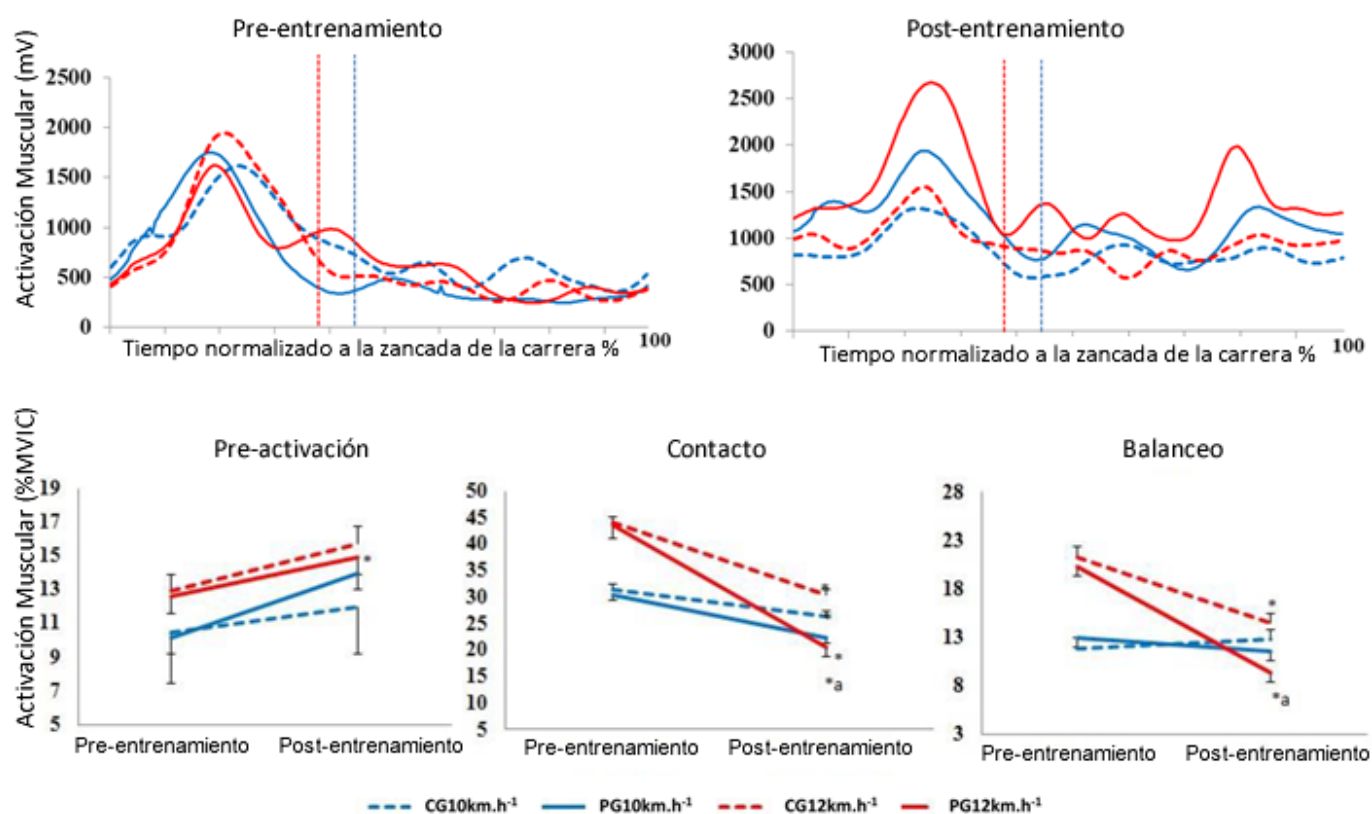 Pre-entrenamiento
Post-entrenamiento
Activación Muscular (mV)
2500
2000
1500
1000
500
0
100
Tiempo normalizado a la zancada de la carrera %
3000
2500
2000
1500
1000
500
0
100
Tiempo normalizado a la zancada de la carrera %
Pre-activación
Contacto
Balanceo
Activación Muscular (%MVIC)
19
17
15
13
11
9
7
5
*
Pre-entrenamiento Post-entrenamiento
50
45
40
35
30
25
20
15
10
5
*
*
*
*a
Pre-entrenamiento Post-entrenamiento
28
23
18
13
8
3
*
*a
Pre-entrenamiento Post-entrenamiento
CG10km.h⁻¹ PG10km.h⁻¹ CG12km.h⁻¹ PG12km.h⁻¹